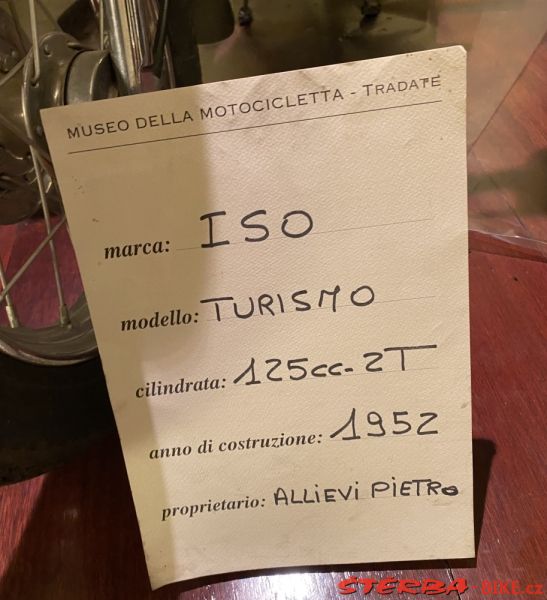 MUSEO DELLA MOTOCICLETTA - TRADATE
marca: ISO
modello: TURISMO
cilindrata: 125cc-2T
anno di costruzione: 1952
proprietario: ALLiEVi PiETRo
STERBA-BIKE.cz